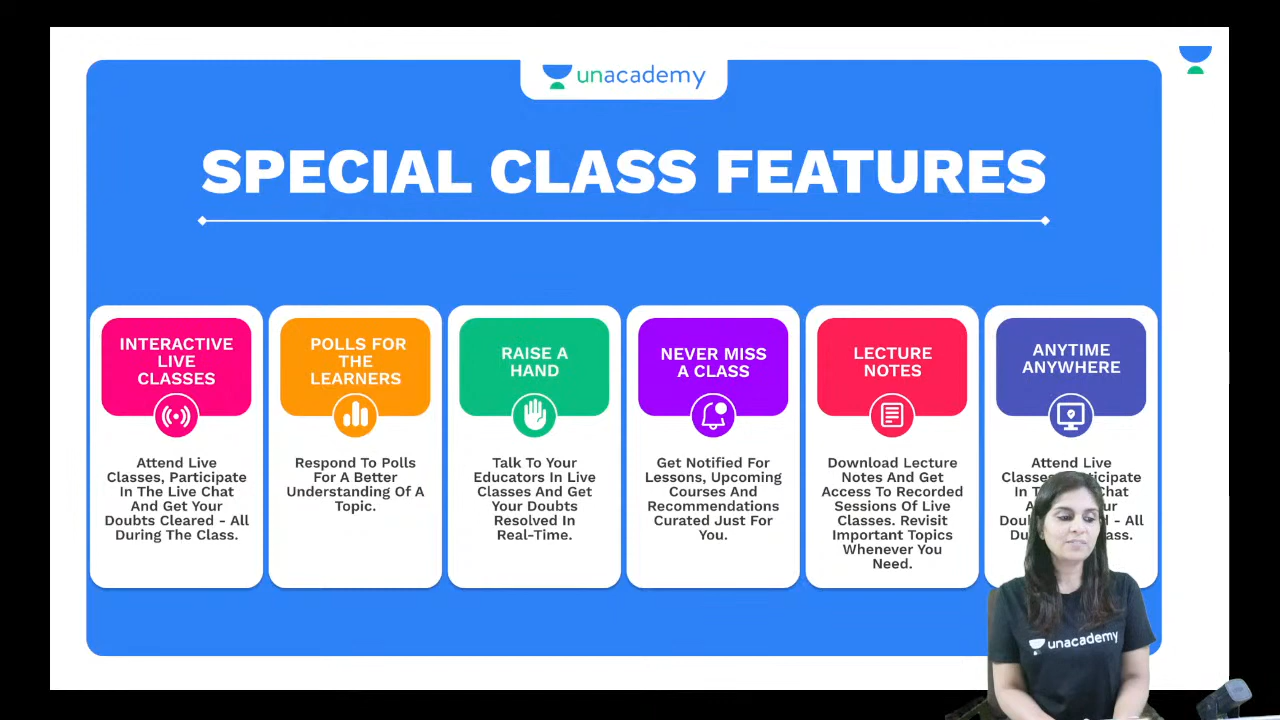 unacademy
SPECIAL CLASS FEATURES
INTERACTIVE
LIVE
CLASSES
Attend Live
Classes, Participate
In The Live Chat
And Get Your
Doubts Cleared - All
During The Class.
POLLS FOR
THE
LEARNERS
Respond To Polls
For A Better
Understanding Of A
Topic.
RAISE A
HAND
Talk To Your
Educators In Live
Classes And Get
Your Doubts
Resolved In
Real-Time.
NEVER MISS
A CLASS
Get Notified For
Lessons, Upcoming
Courses And
Recommendations
Curated Just For
You.
LECTURE
NOTES
Download Lecture
Notes And Get
Access To Recorded
Sessions Of Live
Classes. Revisit
Important Topics
Whenever You
Need.
ANYTIME
ANYWHERE
Attend Live
- All
unacademy